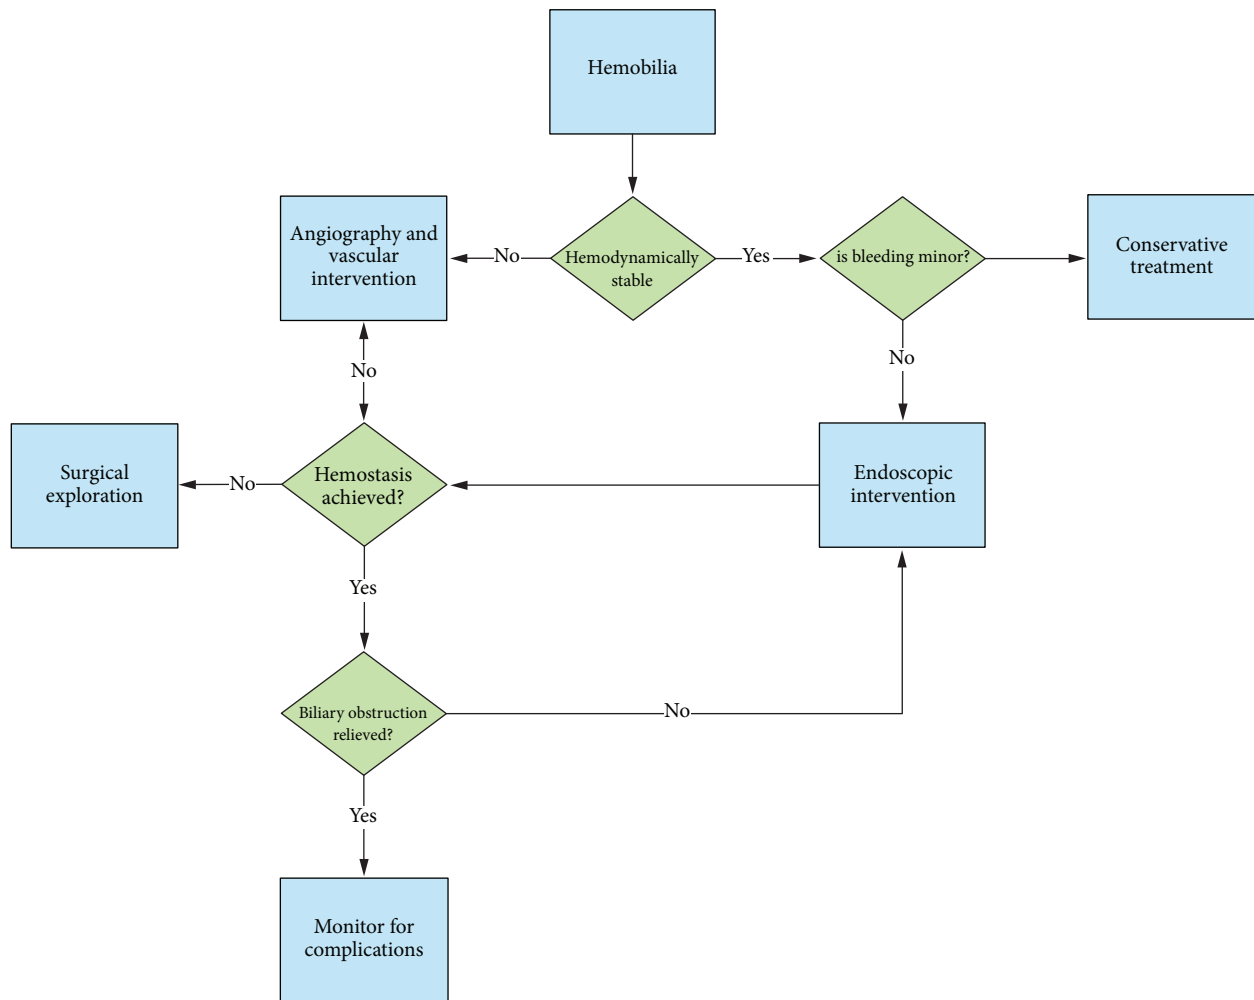 Hemobilia
Angiography and
vascular
intervention
No
Hemodynamically
stable
Yes
is bleeding minor?
Conservative
treatment
No
No
Surgical
exploration
No
Hemostasis
achieved?
Endoscopic
intervention
Yes
Biliary obstruction
relieved?
No
Yes
Monitor for
complications